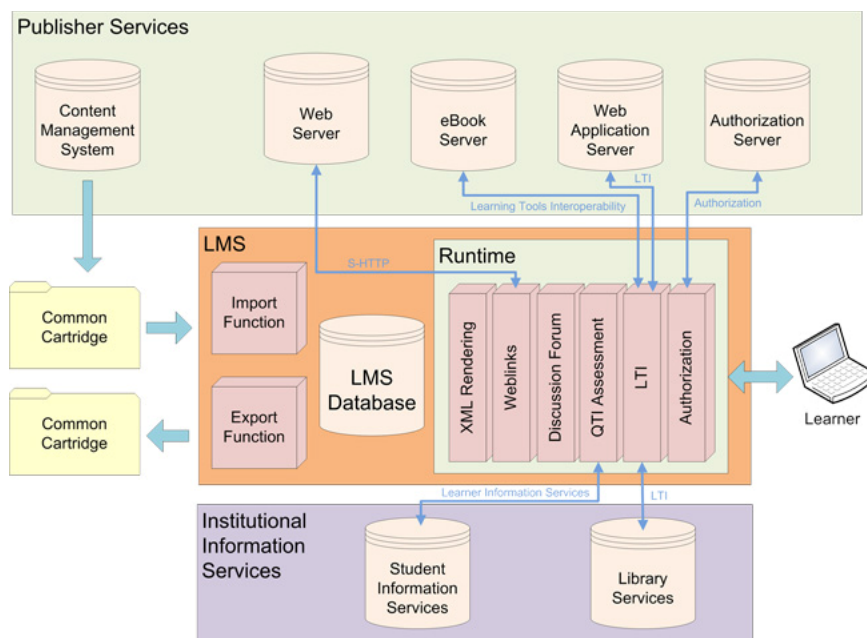 Publisher Services
Content
Management
System
Web
Server
eBook
Server
Web
Application
Server
Authorization
Server
LTI
Learning Tools Interoperability
Authorization
LMS
Runtime
S-HTTP
Import
Function
Common
Cartridge
LMS
Database
XML Rendering
Weblinks
Discussion Forum
QTI Assessment
LTI
Authorization
Export
Function
Common
Cartridge
Learner
Learner Information Services
LTI
Institutional
Information
Services
Student
Information
Services
Library
Services